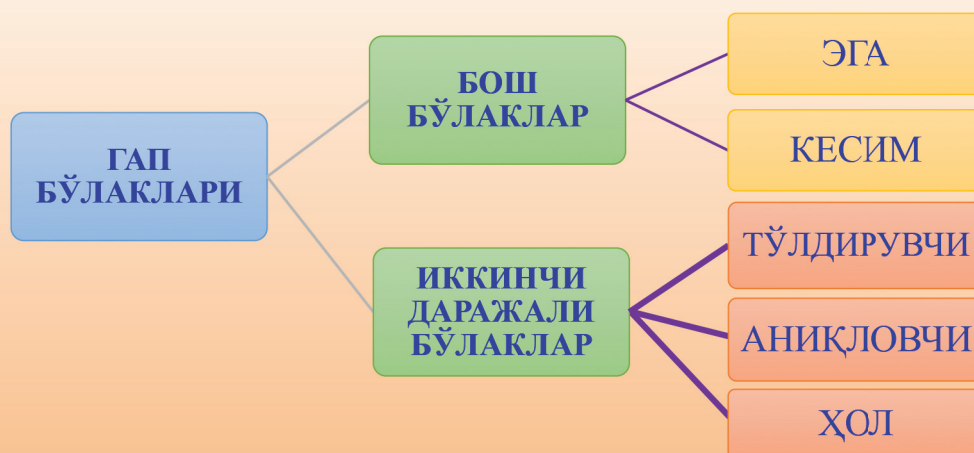 ГАП
БЎЛАКЛАРИ
БОШ
БЎЛАКЛАР
ЭГА
КЕСИМ
ИККИНЧИ
ДАРАЖАЛИ
БЎЛАКЛАР
ТЎЛДИРУВЧИ
АНИҚЛОВЧИ
ҲОЛ